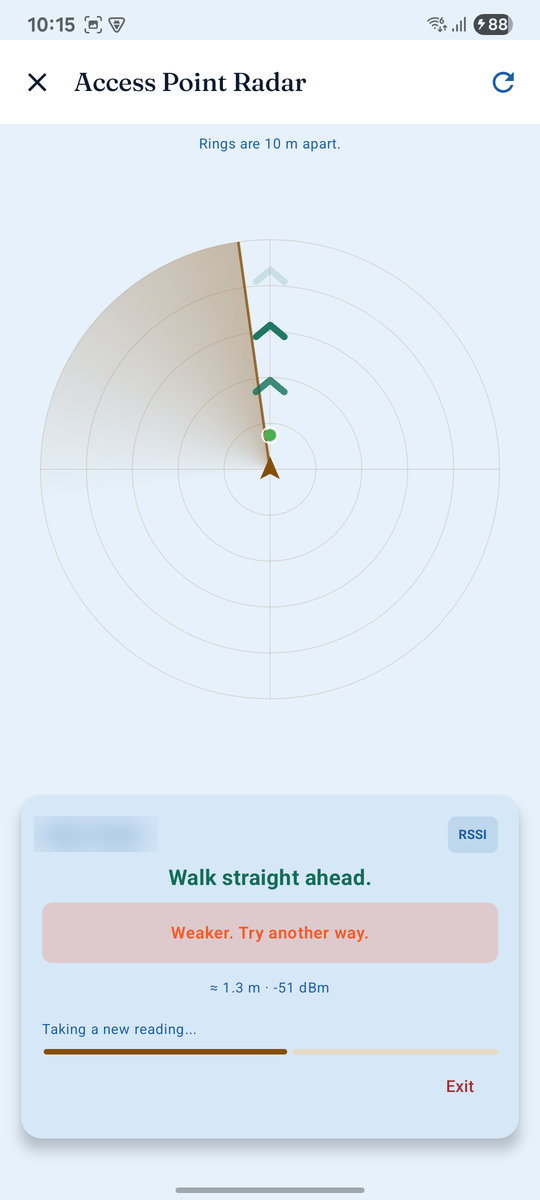 10:15
88
Access Point Radar
Rings are 10 m apart.
RSSI
Walk straight ahead.
Weaker. Try another way.
≈ 1.3 m · -51 dBm
Taking a new reading...
Exit